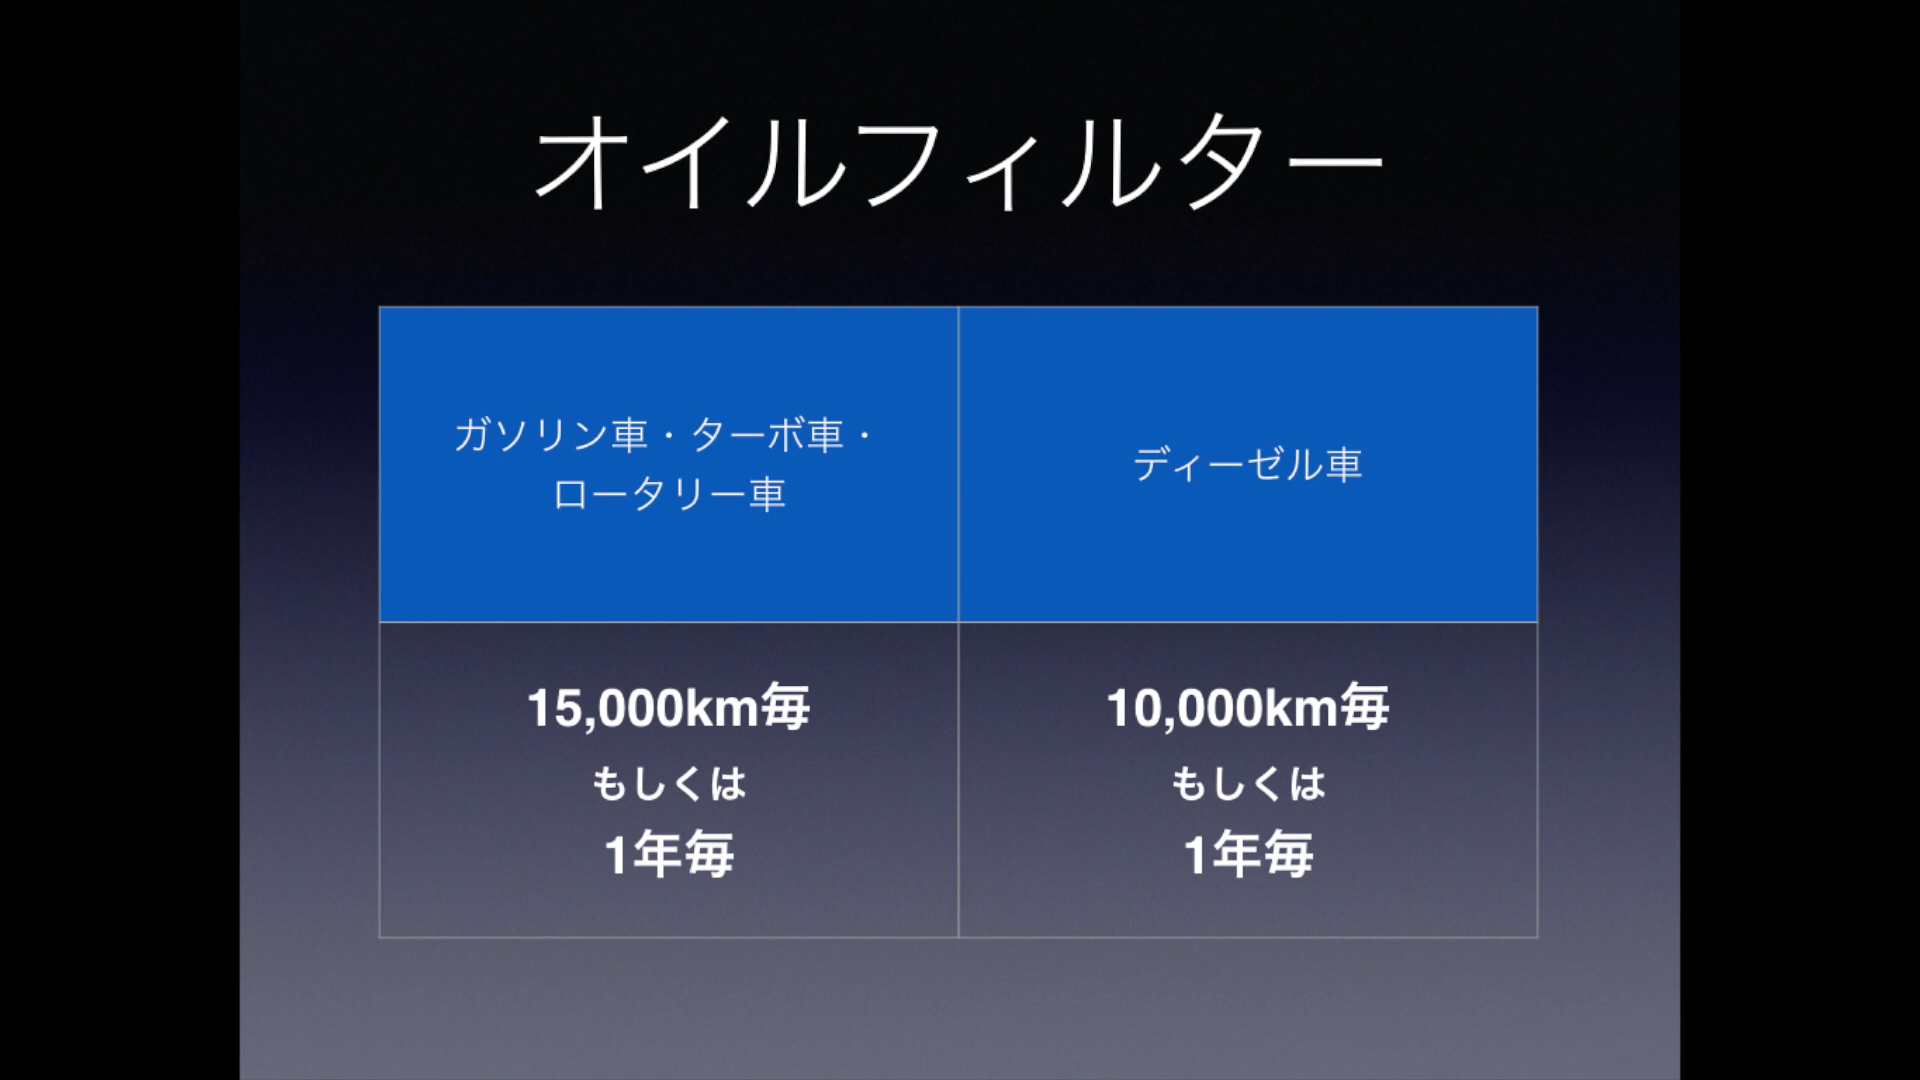 オイルフィルター
ガソリン車・ターボ車・
ロータリー車
ディーゼル車
15,000km毎
もしくは
1年毎
10,000km毎
もしくは
1年毎